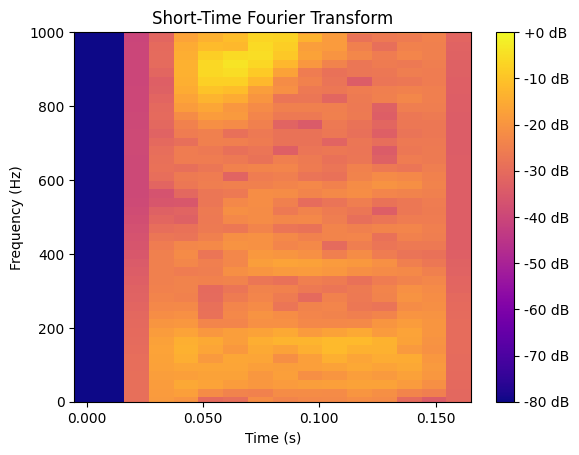 Short-Time Fourier Transform
1000
800
600
400
200
0
Frequency (Hz)
0.000
0.050
0.100
0.150
Time (s)
+0 dB
-10 dB
-20 dB
-30 dB
-40 dB
-50 dB
-60 dB
-70 dB
-80 dB